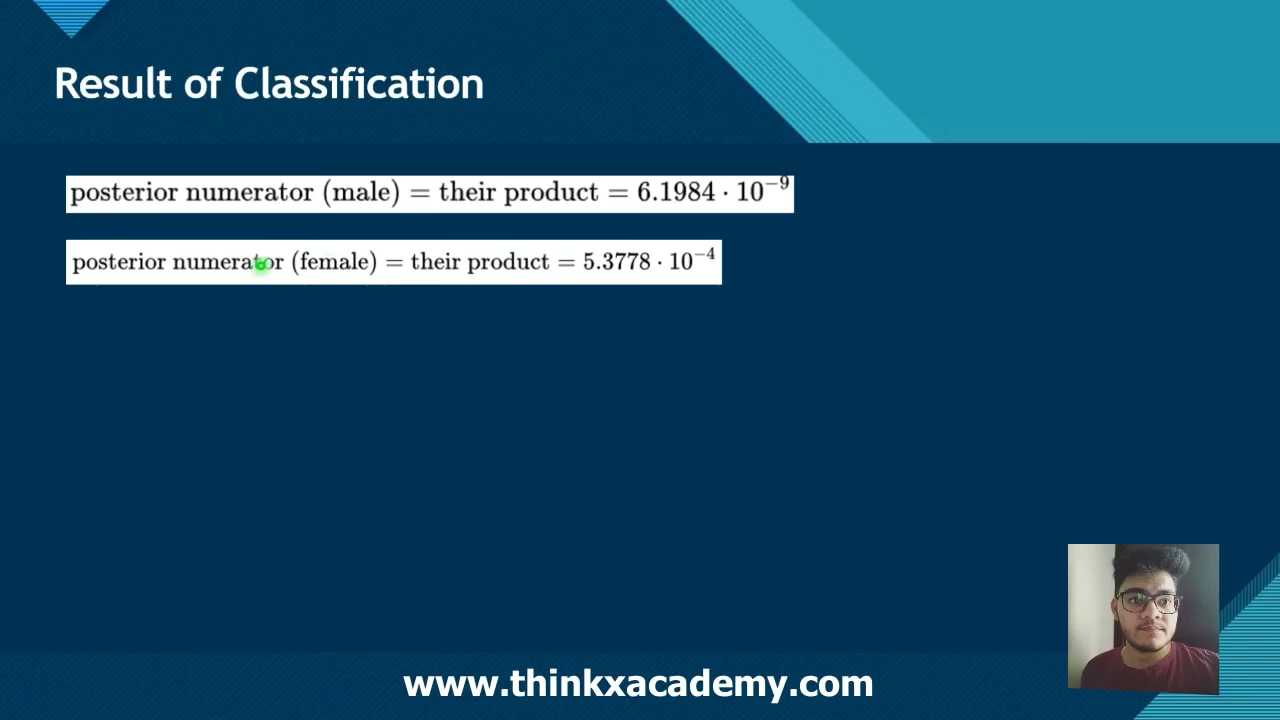 Result of Classification
posterior numerator (male) = their product = 6.1984 · 10⁻⁹
posterior numerator (female) = their product = 5.3778 · 10⁻⁴
www.thinkxacademy.com